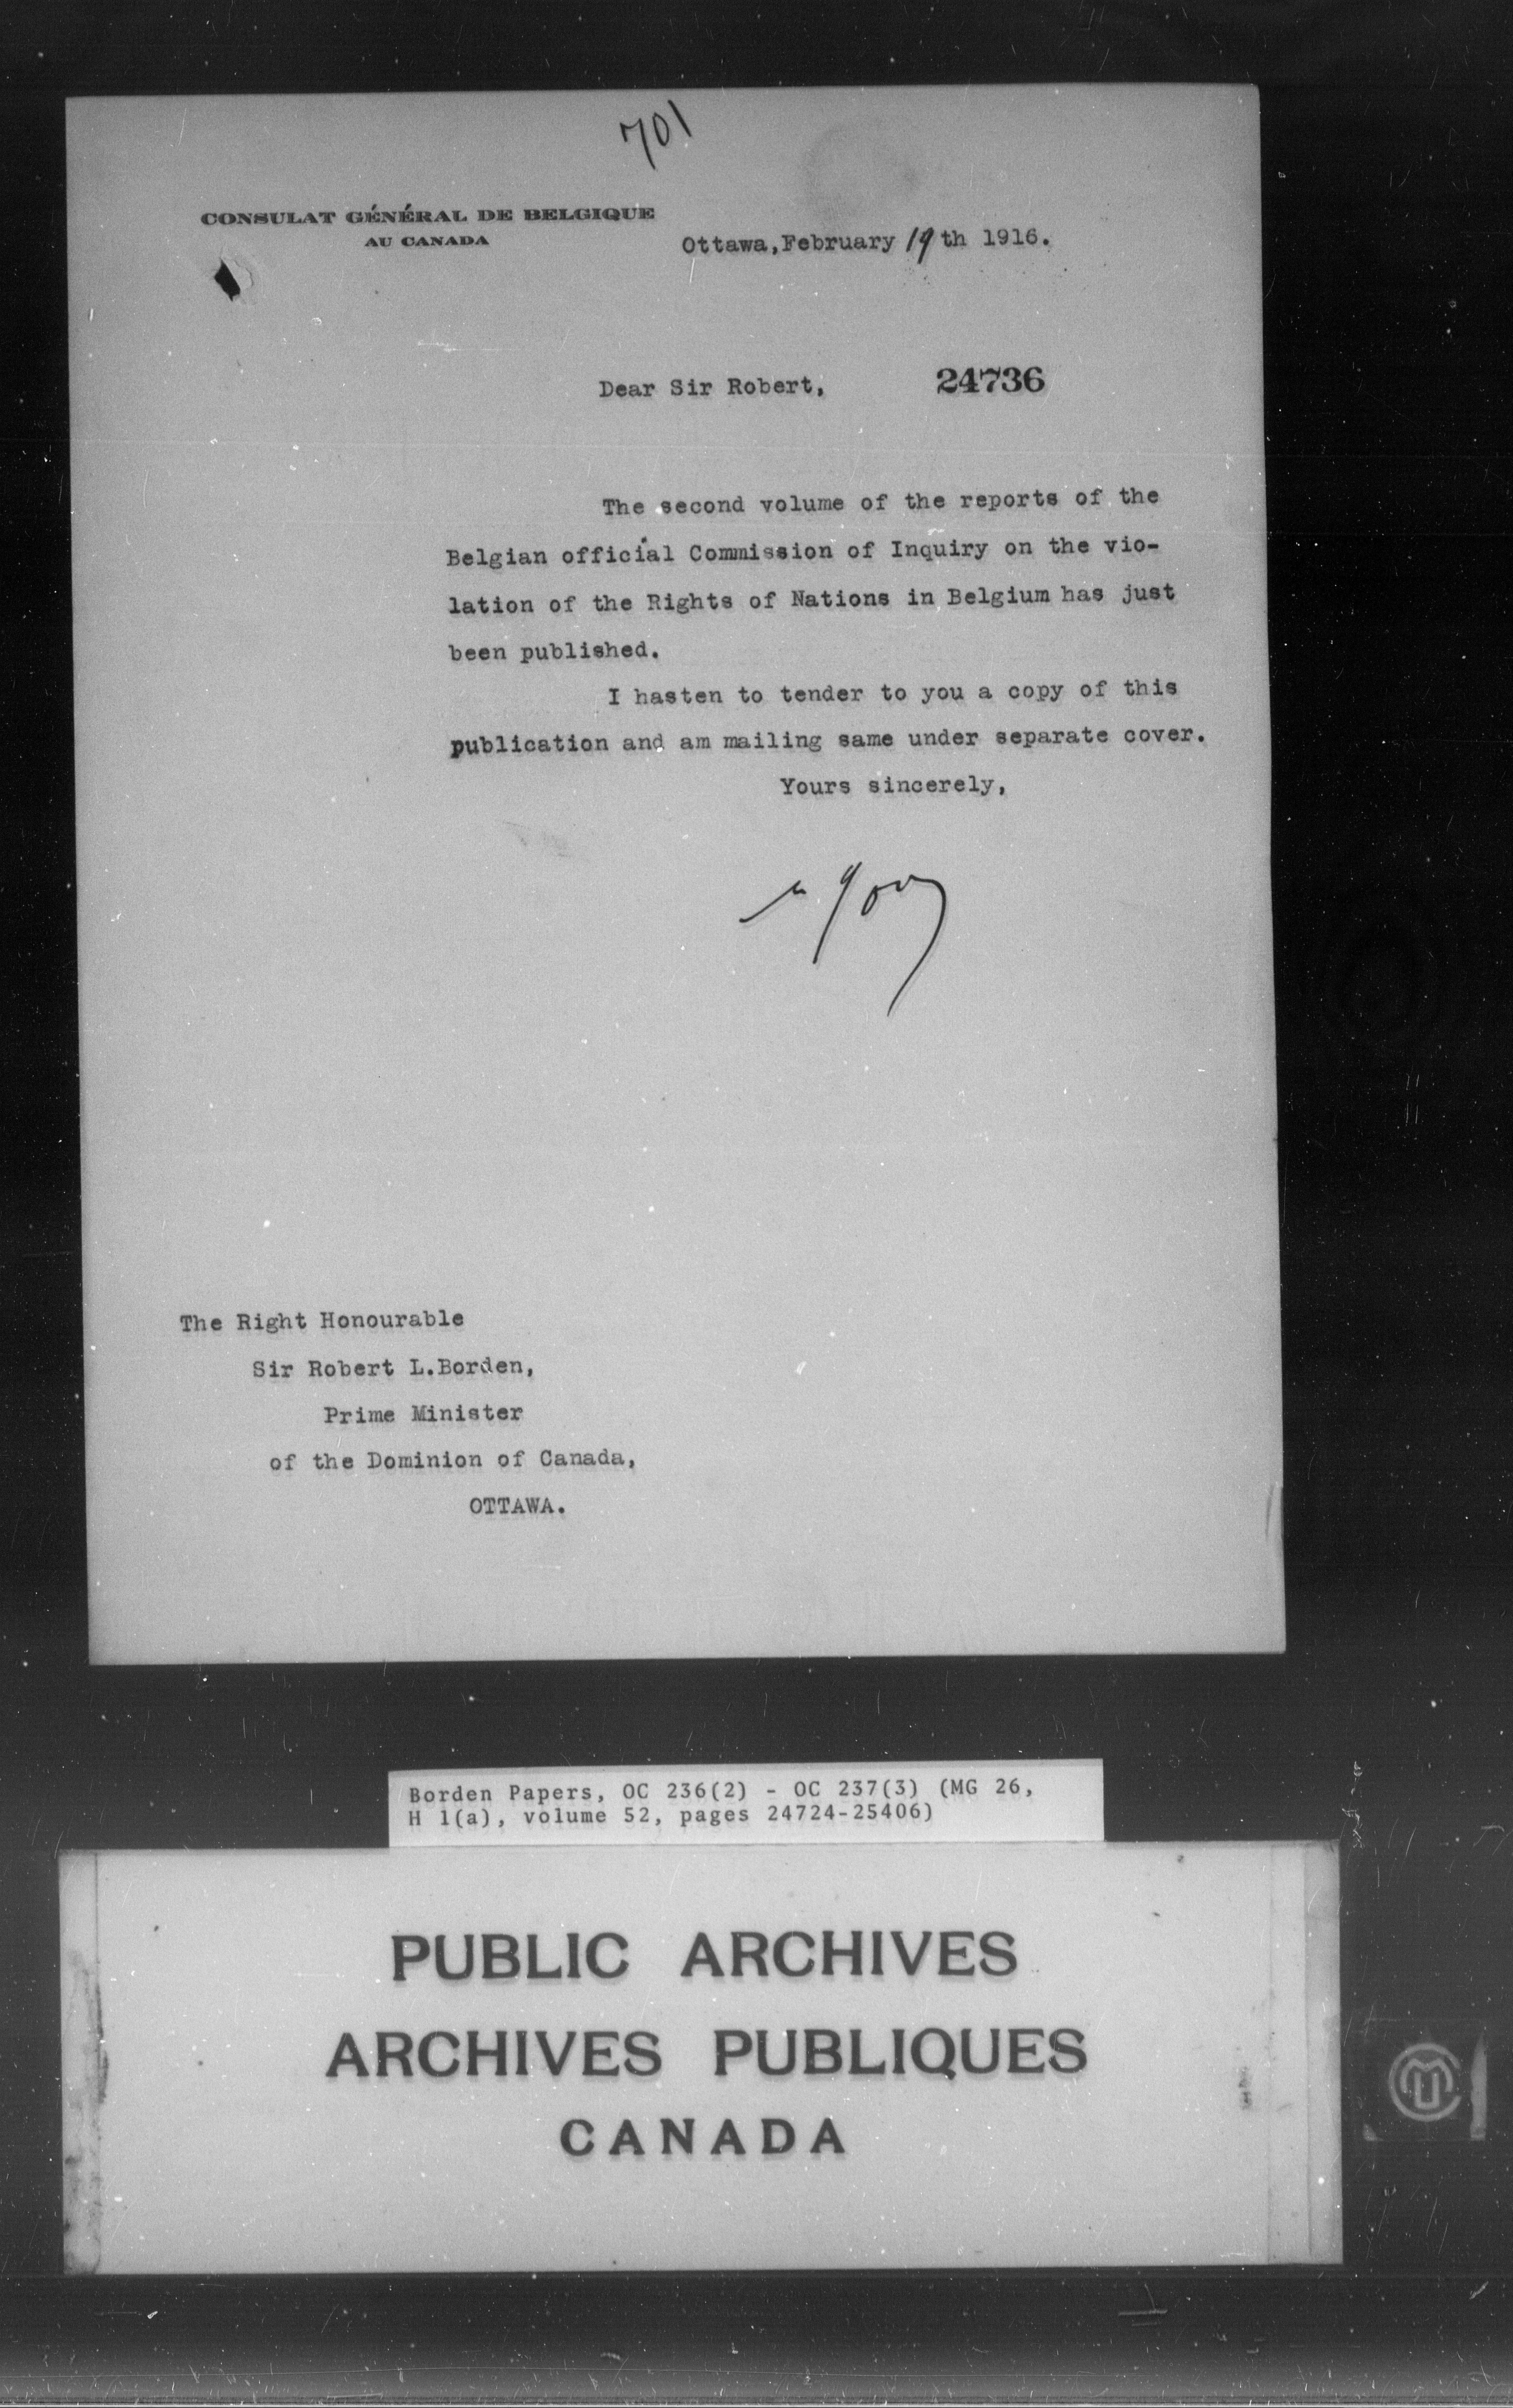 701
CONSULAT GÉNÉRAL DE BELGIQUE
AU CANADA
Ottawa, February 19th 1916.
Dear Sir Robert,
24736
The second volume of the reports of the
Belgian official Commission of Inquiry on the vio-
lation of the Rights of Nations in Belgium has just
been published.
I hasten to tender to you a copy of this
publication and am mailing same under separate cover.
Yours sincerely,
The Right Honourable
Sir Robert L.Borden,
Prime Minister
of the Dominion of Canada,
OTTAWA.
Borden Papers, OC 236(2) - OC 237(3) (MG 26,
H 1(a), volume 52, pages 24724-25406)
PUBLIC ARCHIVES
ARCHIVES PUBLIQUES
CANADA